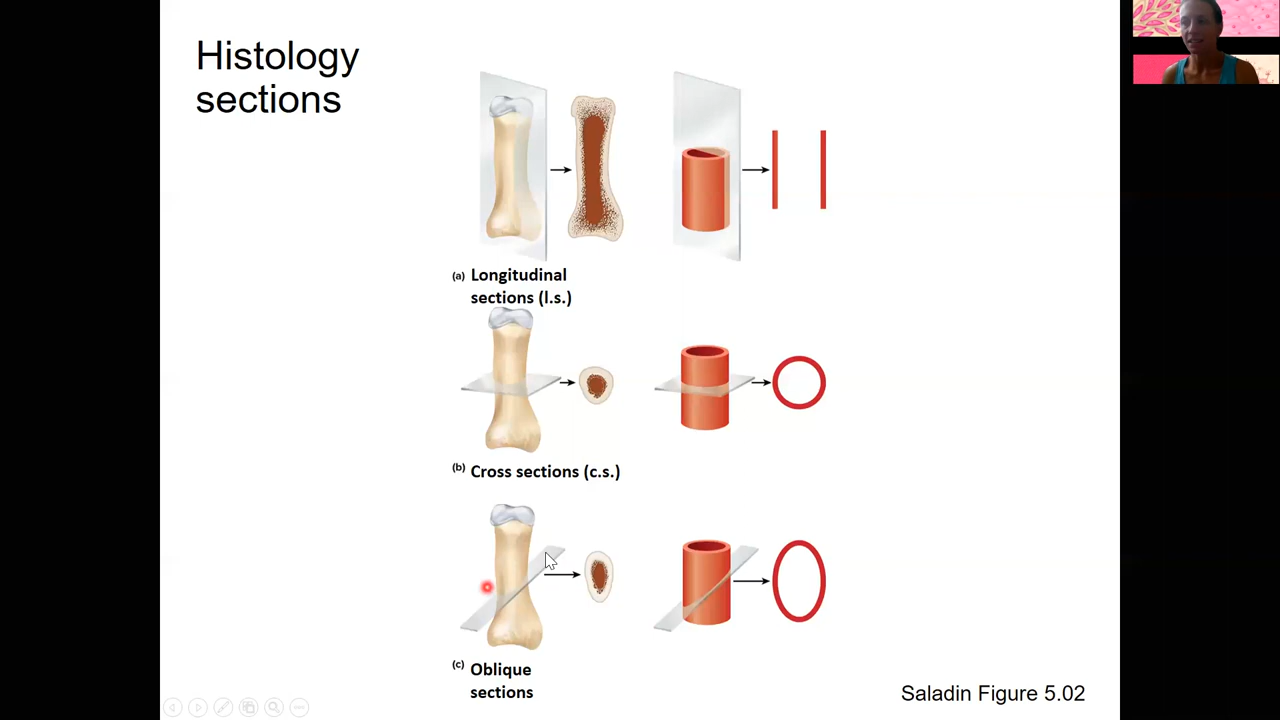 Histology
sections
(a) Longitudinal
sections (l.s.)
(b) Cross sections (c.s.)
(c) Oblique
sections
Saladin Figure 5.02